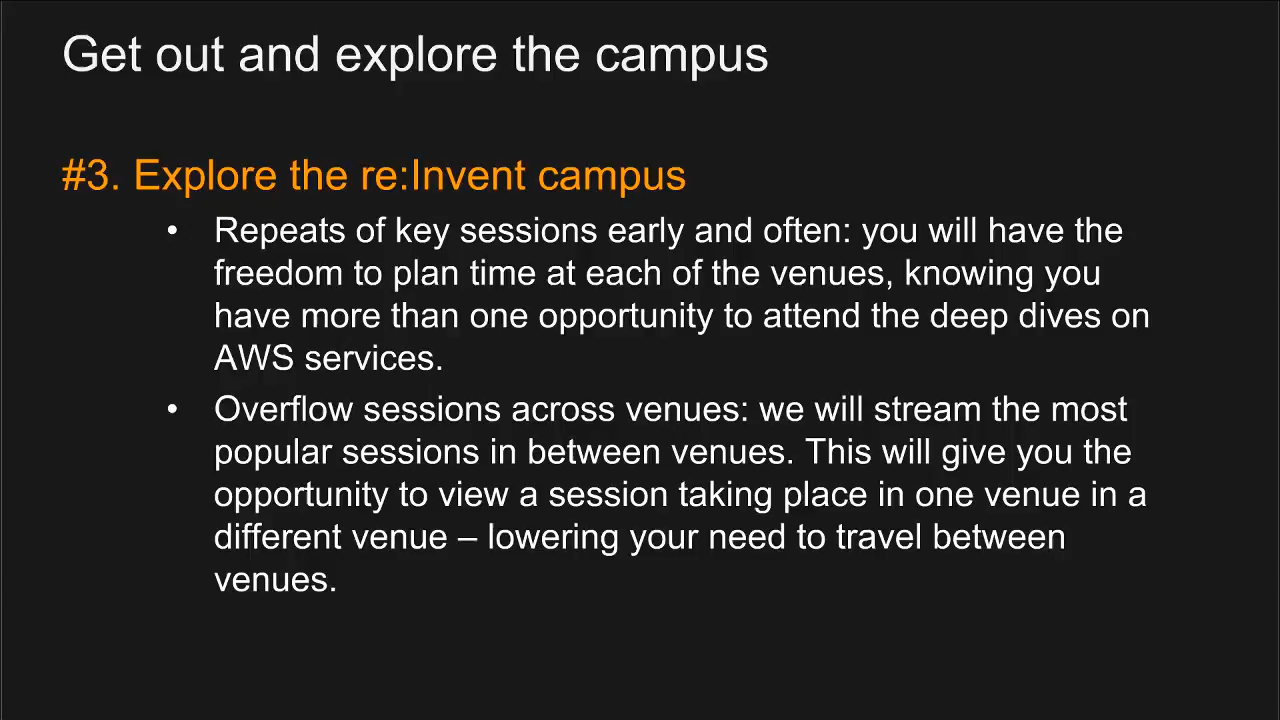 Get out and explore the campus
#3. Explore the re:Invent campus
• Repeats of key sessions early and often: you will have the
freedom to plan time at each of the venues, knowing you
have more than one opportunity to attend the deep dives on
AWS services.
• Overflow sessions across venues: we will stream the most
popular sessions in between venues. This will give you the
opportunity to view a session taking place in one venue in a
different venue – lowering your need to travel between
venues.